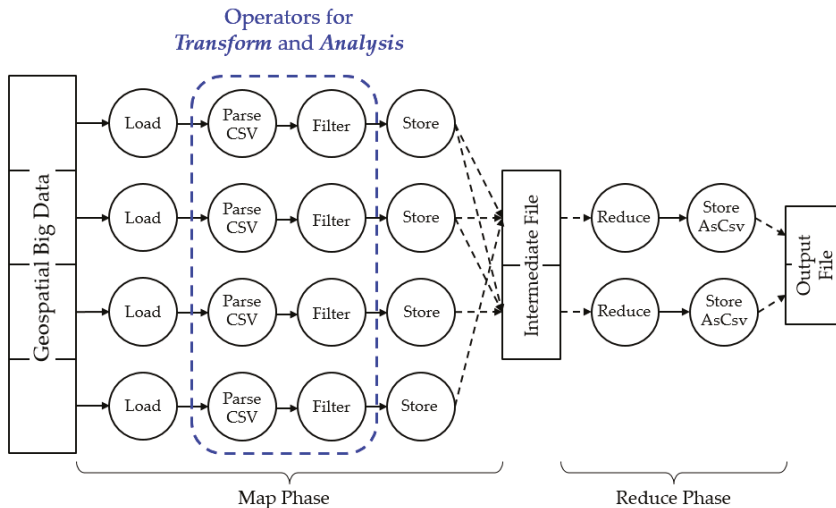 Operators for
Transform and Analysis
Geospatial Big Data
Load
Parse
CSV
Filter
Store
Load
Parse
CSV
Filter
Store
Load
Parse
CSV
Filter
Store
Load
Parse
CSV
Filter
Store
Intermediate File
Reduce
Store
AsCsv
Reduce
Store
AsCsv
Output
File
Map Phase
Reduce Phase